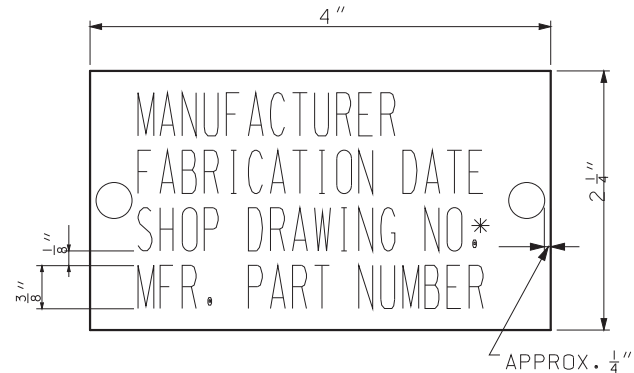 4"
MANUFACTURER
FABRICATION DATE
SHOP DRAWING NO.*
MFR. PART NUMBER
2 1/4"
1/8"
3/8"
APPROX. 1/4"